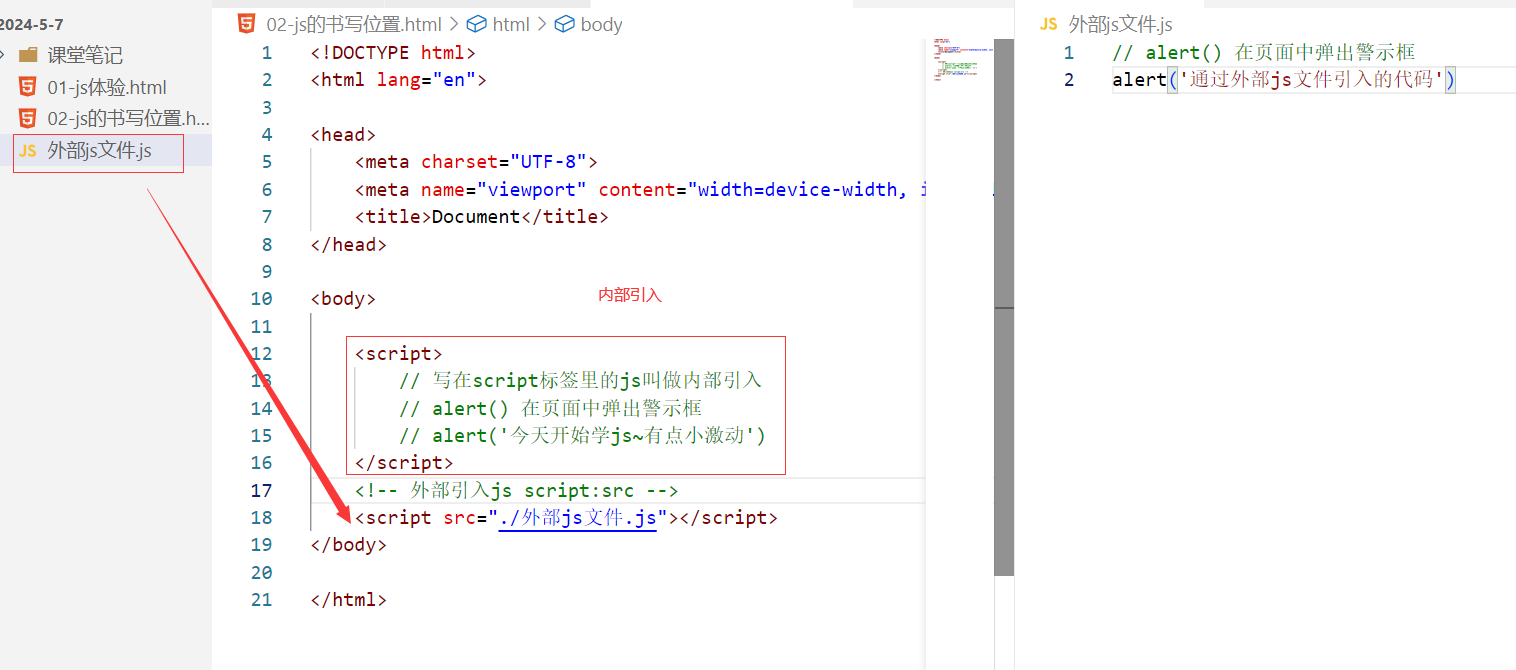 2024-5-7
课堂笔记
01-js体验.html
02-js的书写位置.h...
JS 外部js文件.js
02-js的书写位置.html > html > body
1 <!DOCTYPE html>
2 <html lang="en">
3
4 <head>
5 <meta charset="UTF-8">
6 <meta name="viewport" content="width=device-width, i
7 <title>Document</title>
8 </head>
9
10 <body>
内部引入
11
12 <script>
13 // 写在script标签里的js叫做内部引入
14 // alert() 在页面中弹出警示框
15 // alert('今天开始学js~有点小激动')
16 </script>
17 <!-- 外部引入js script:src -->
18 <script src="./外部js文件.js"></script>
19 </body>
20
21 </html>
JS 外部js文件.js
1 // alert() 在页面中弹出警示框
2 alert('通过外部js文件引入的代码')